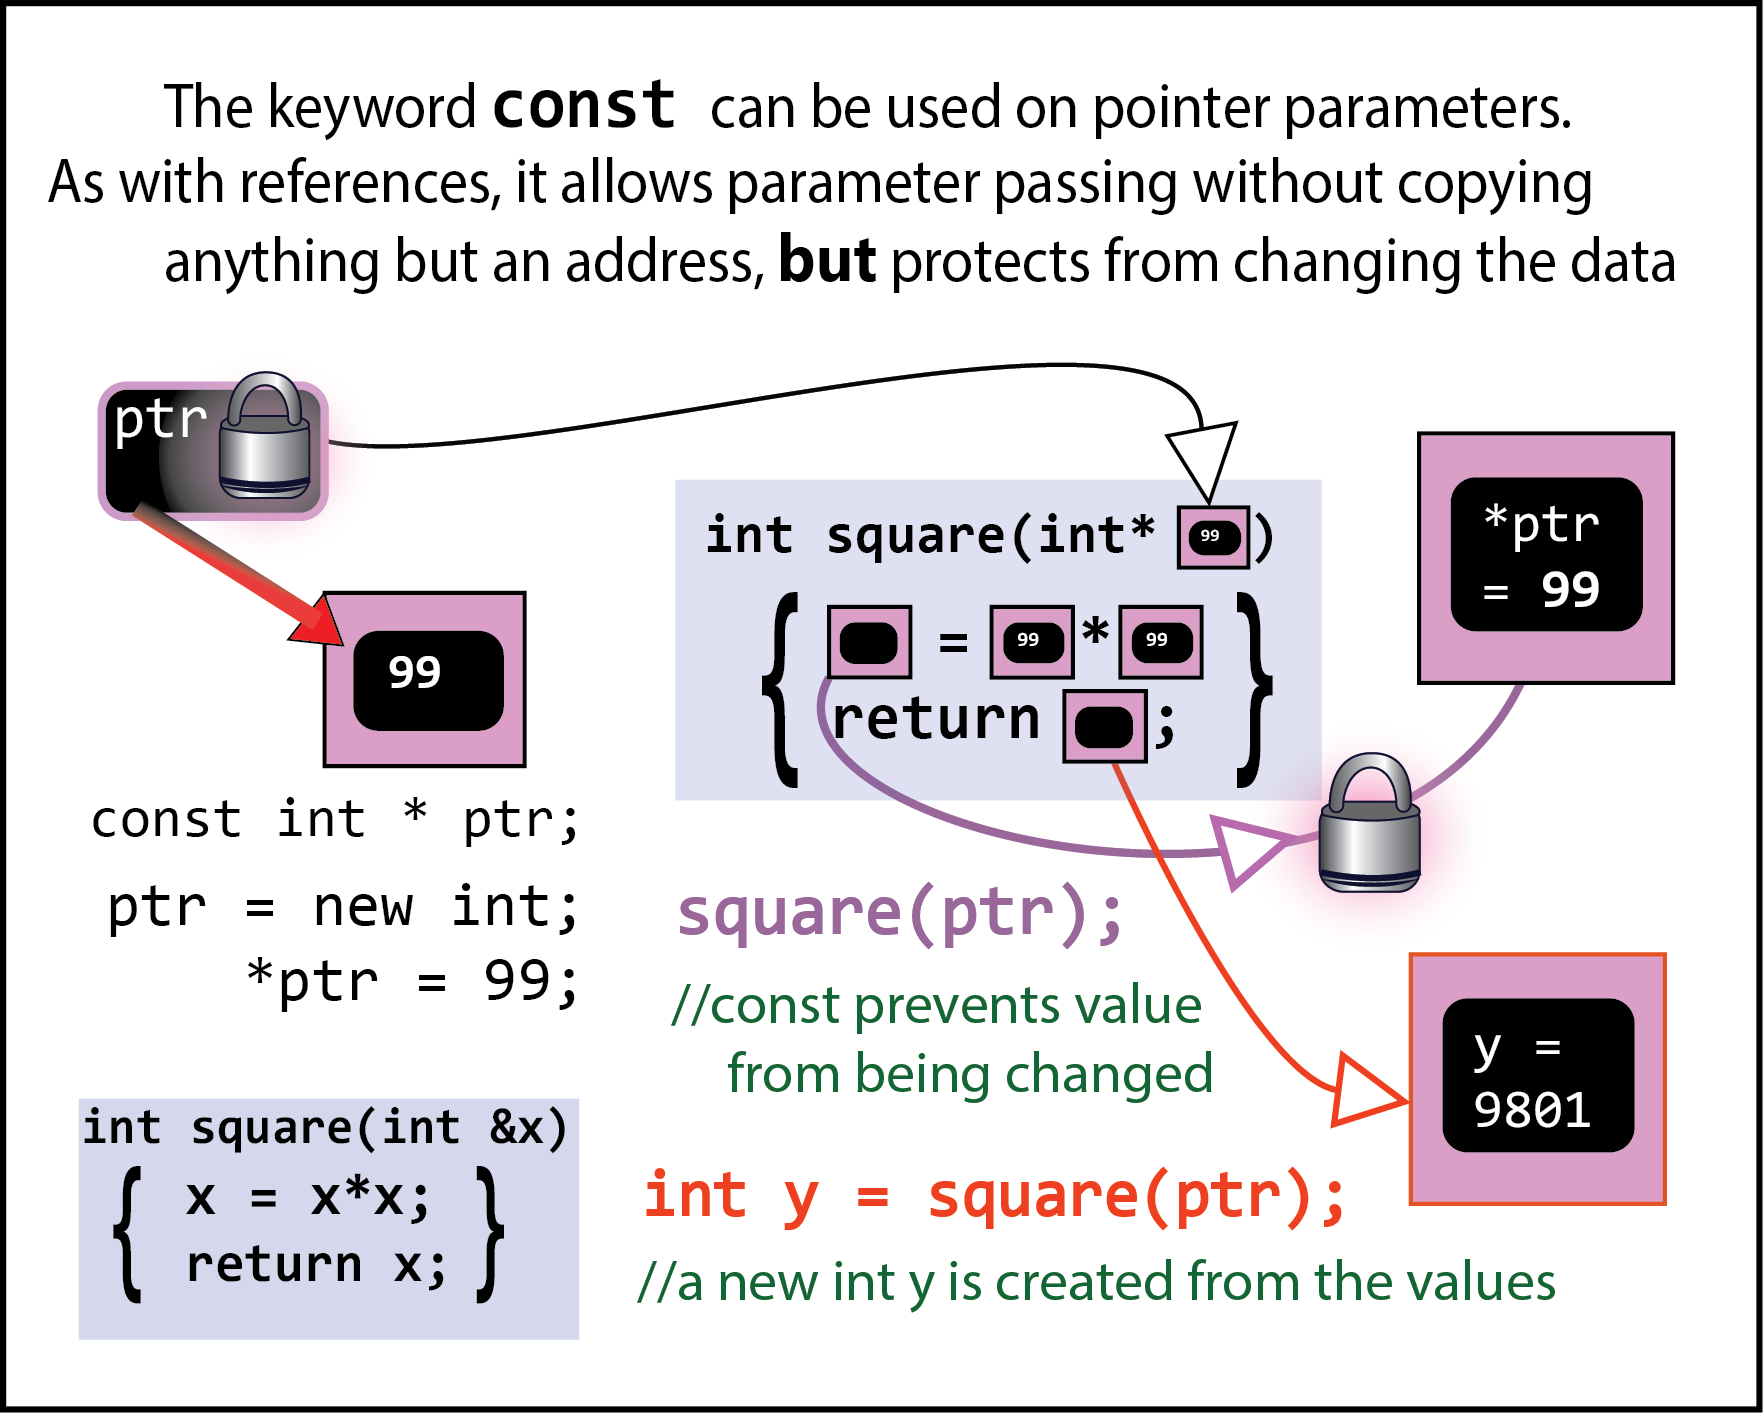 The keyword const can be used on pointer parameters.
As with references, it allows parameter passing without copying
anything but an address, but protects from changing the data
ptr
99
const int * ptr;
ptr = new int;
*ptr = 99;
int square(int &x)
{ x = x*x;
return x; }
int square(int* 99)
{ = 99 * 99
return ; }
*ptr
= 99
square(ptr);
//const prevents value
from being changed
y =
9801
int y = square(ptr);
//a new int y is created from the values